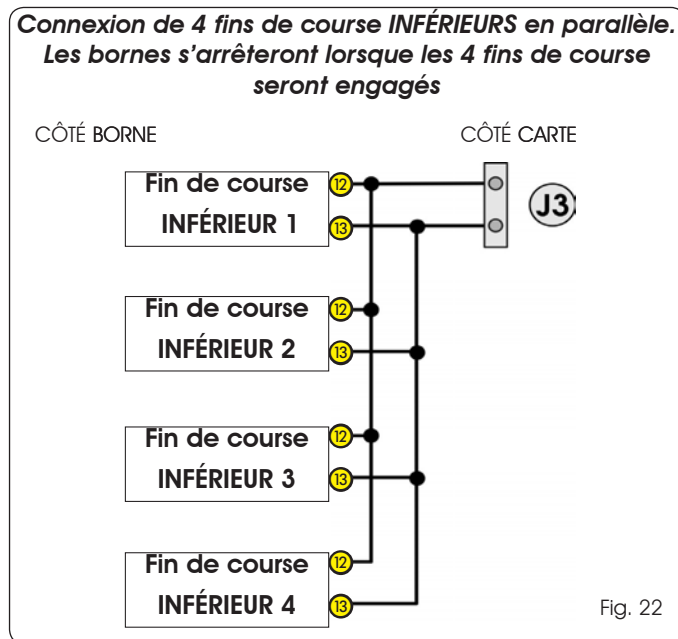 Connexion de 4 fins de course INFÉRIEURS en parallèle.
Les bornes s'arrêteront lorsque les 4 fins de course
seront engagés
CÔTÉ BORNE
CÔTÉ CARTE
Fin de course
INFÉRIEUR 1
12
13
J3
Fin de course
INFÉRIEUR 2
12
13
Fin de course
INFÉRIEUR 3
12
13
Fin de course
INFÉRIEUR 4
12
13
Fig. 22